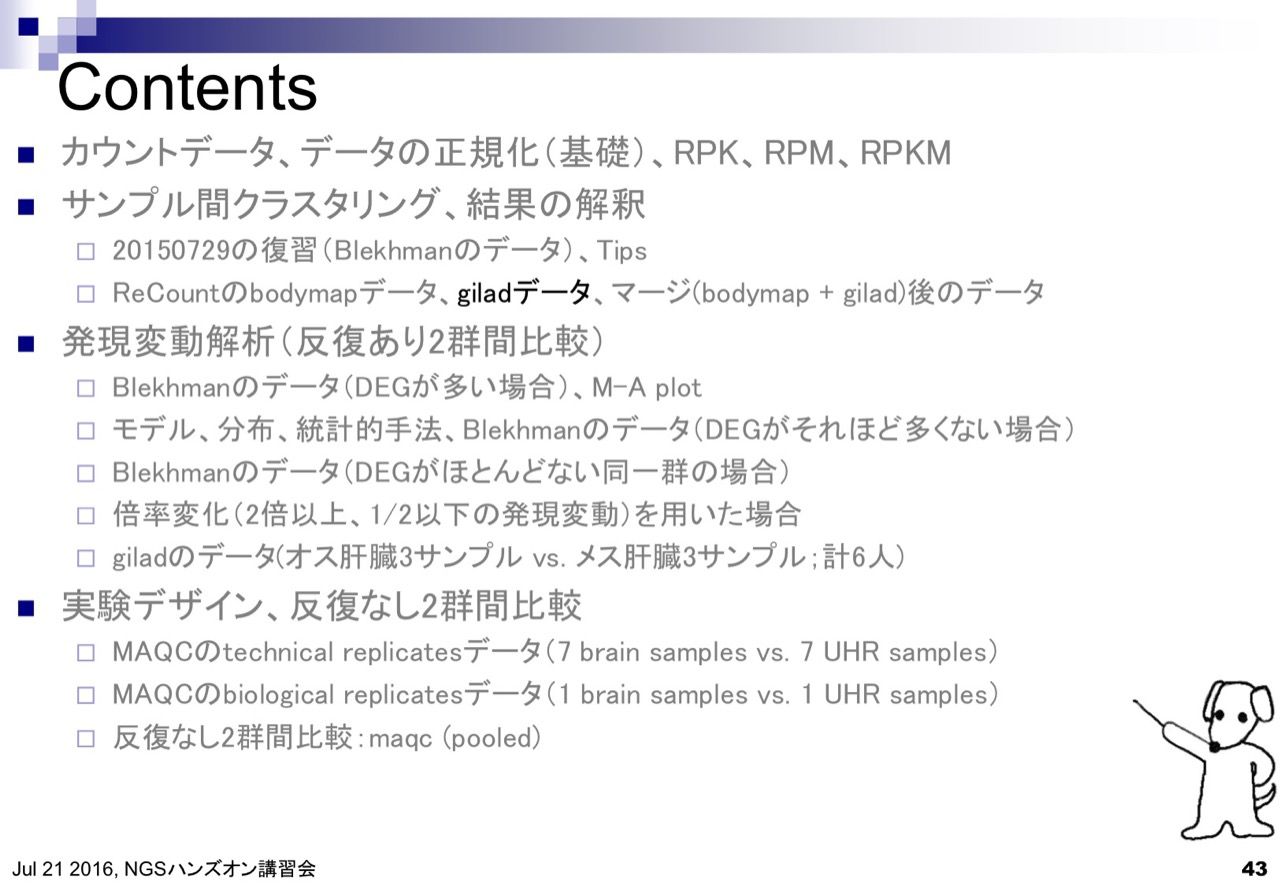 Contents
カウントデータ、データの正規化(基礎)、RPK、RPM、RPKM
サンプル間クラスタリング、結果の解釈
20150729の復習(Blekhmanのデータ)、Tips
ReCountのbodymapデータ、giladデータ、マージ(bodymap + gilad)後のデータ
発現変動解析(反復あり2群間比較)
Blekhmanのデータ(DEGが多い場合)、M-A plot
モデル、分布、統計的手法、Blekhmanのデータ(DEGがそれほど多くない場合)
Blekhmanのデータ(DEGがほとんどない同一群の場合)
倍率変化(2倍以上、1/2以下の発現変動)を用いた場合
giladのデータ(オス肝臓3サンプル vs. メス肝臓3サンプル;計6人)
実験デザイン、反復なし2群間比較
MAQCのtechnical replicatesデータ(7 brain samples vs. 7 UHR samples)
MAQCのbiological replicatesデータ(1 brain samples vs. 1 UHR samples)
反復なし2群間比較:maqc (pooled)
Jul 21 2016, NGSハンズオン講習会
43